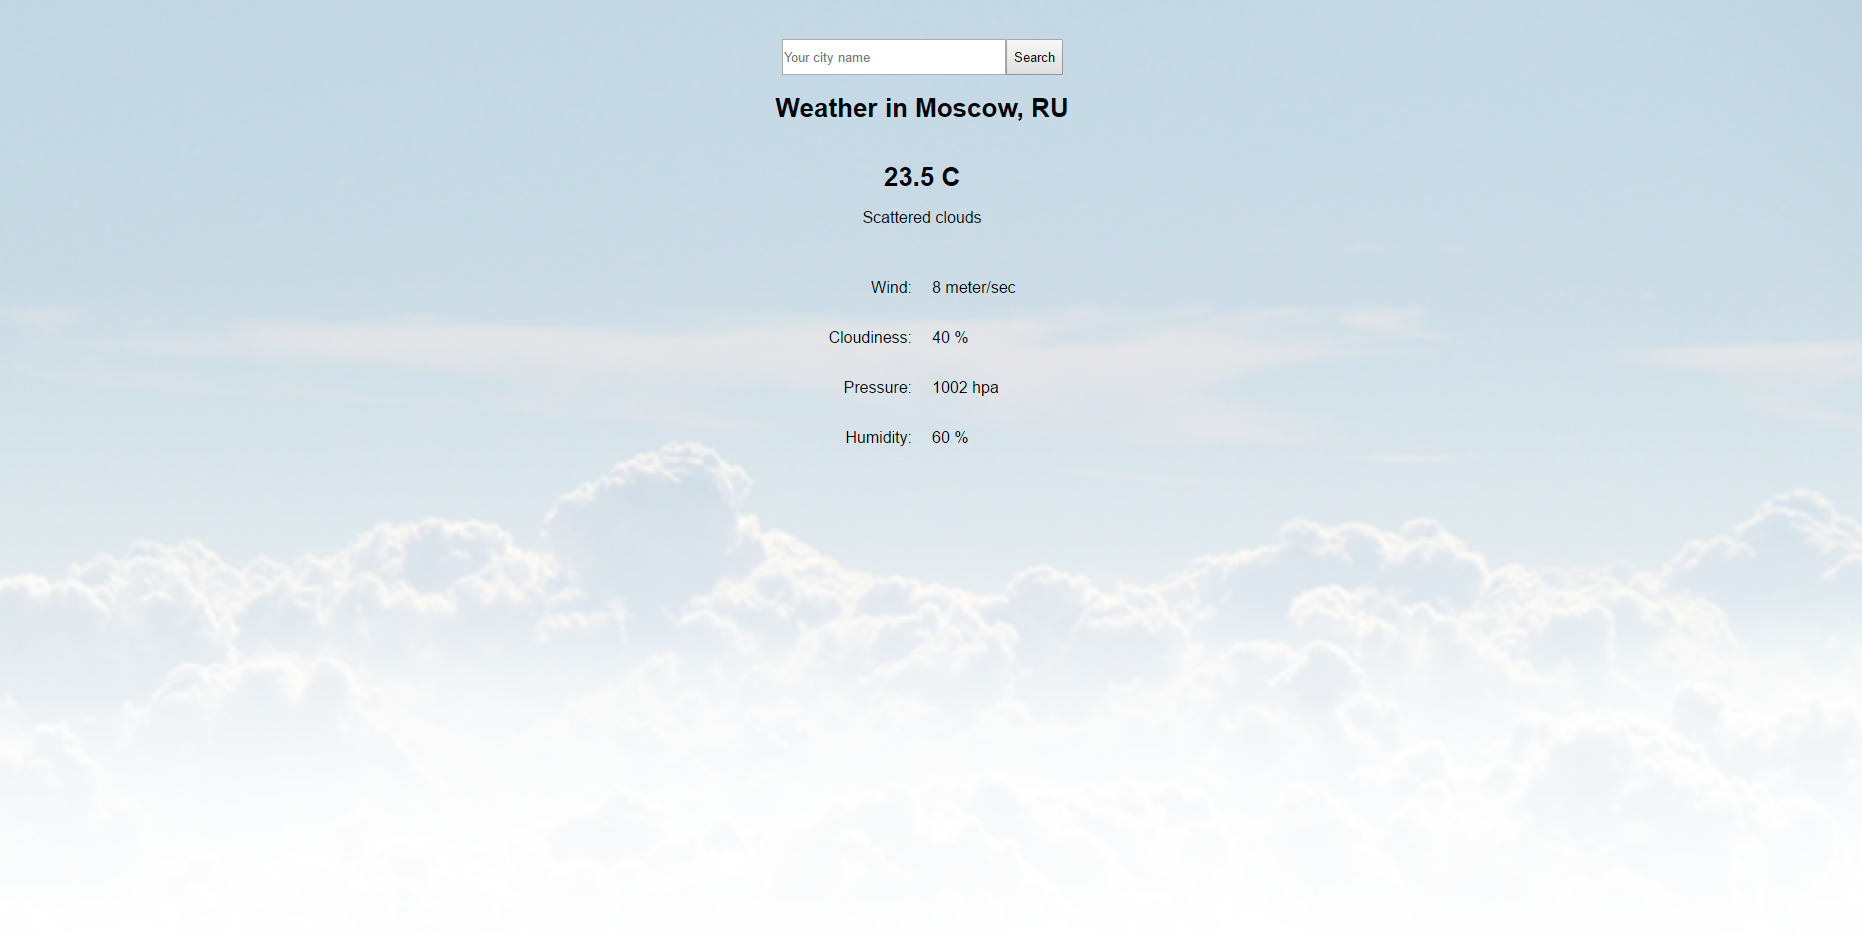 Your city name Search
Weather in Moscow, RU
23.5 C
Scattered clouds
Wind: 8 meter/sec
Cloudiness: 40 %
Pressure: 1002 hpa
Humidity: 60 %